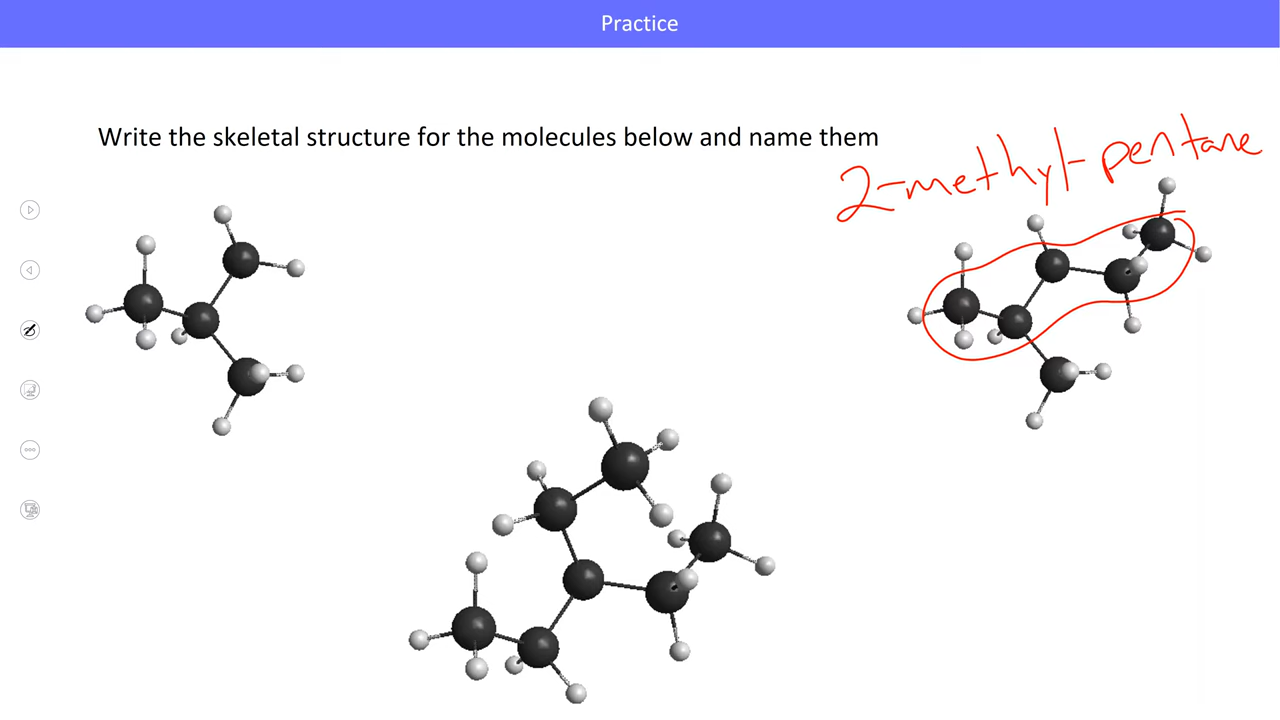 Practice
Write the skeletal structure for the molecules below and name them
2-methyl-pentane